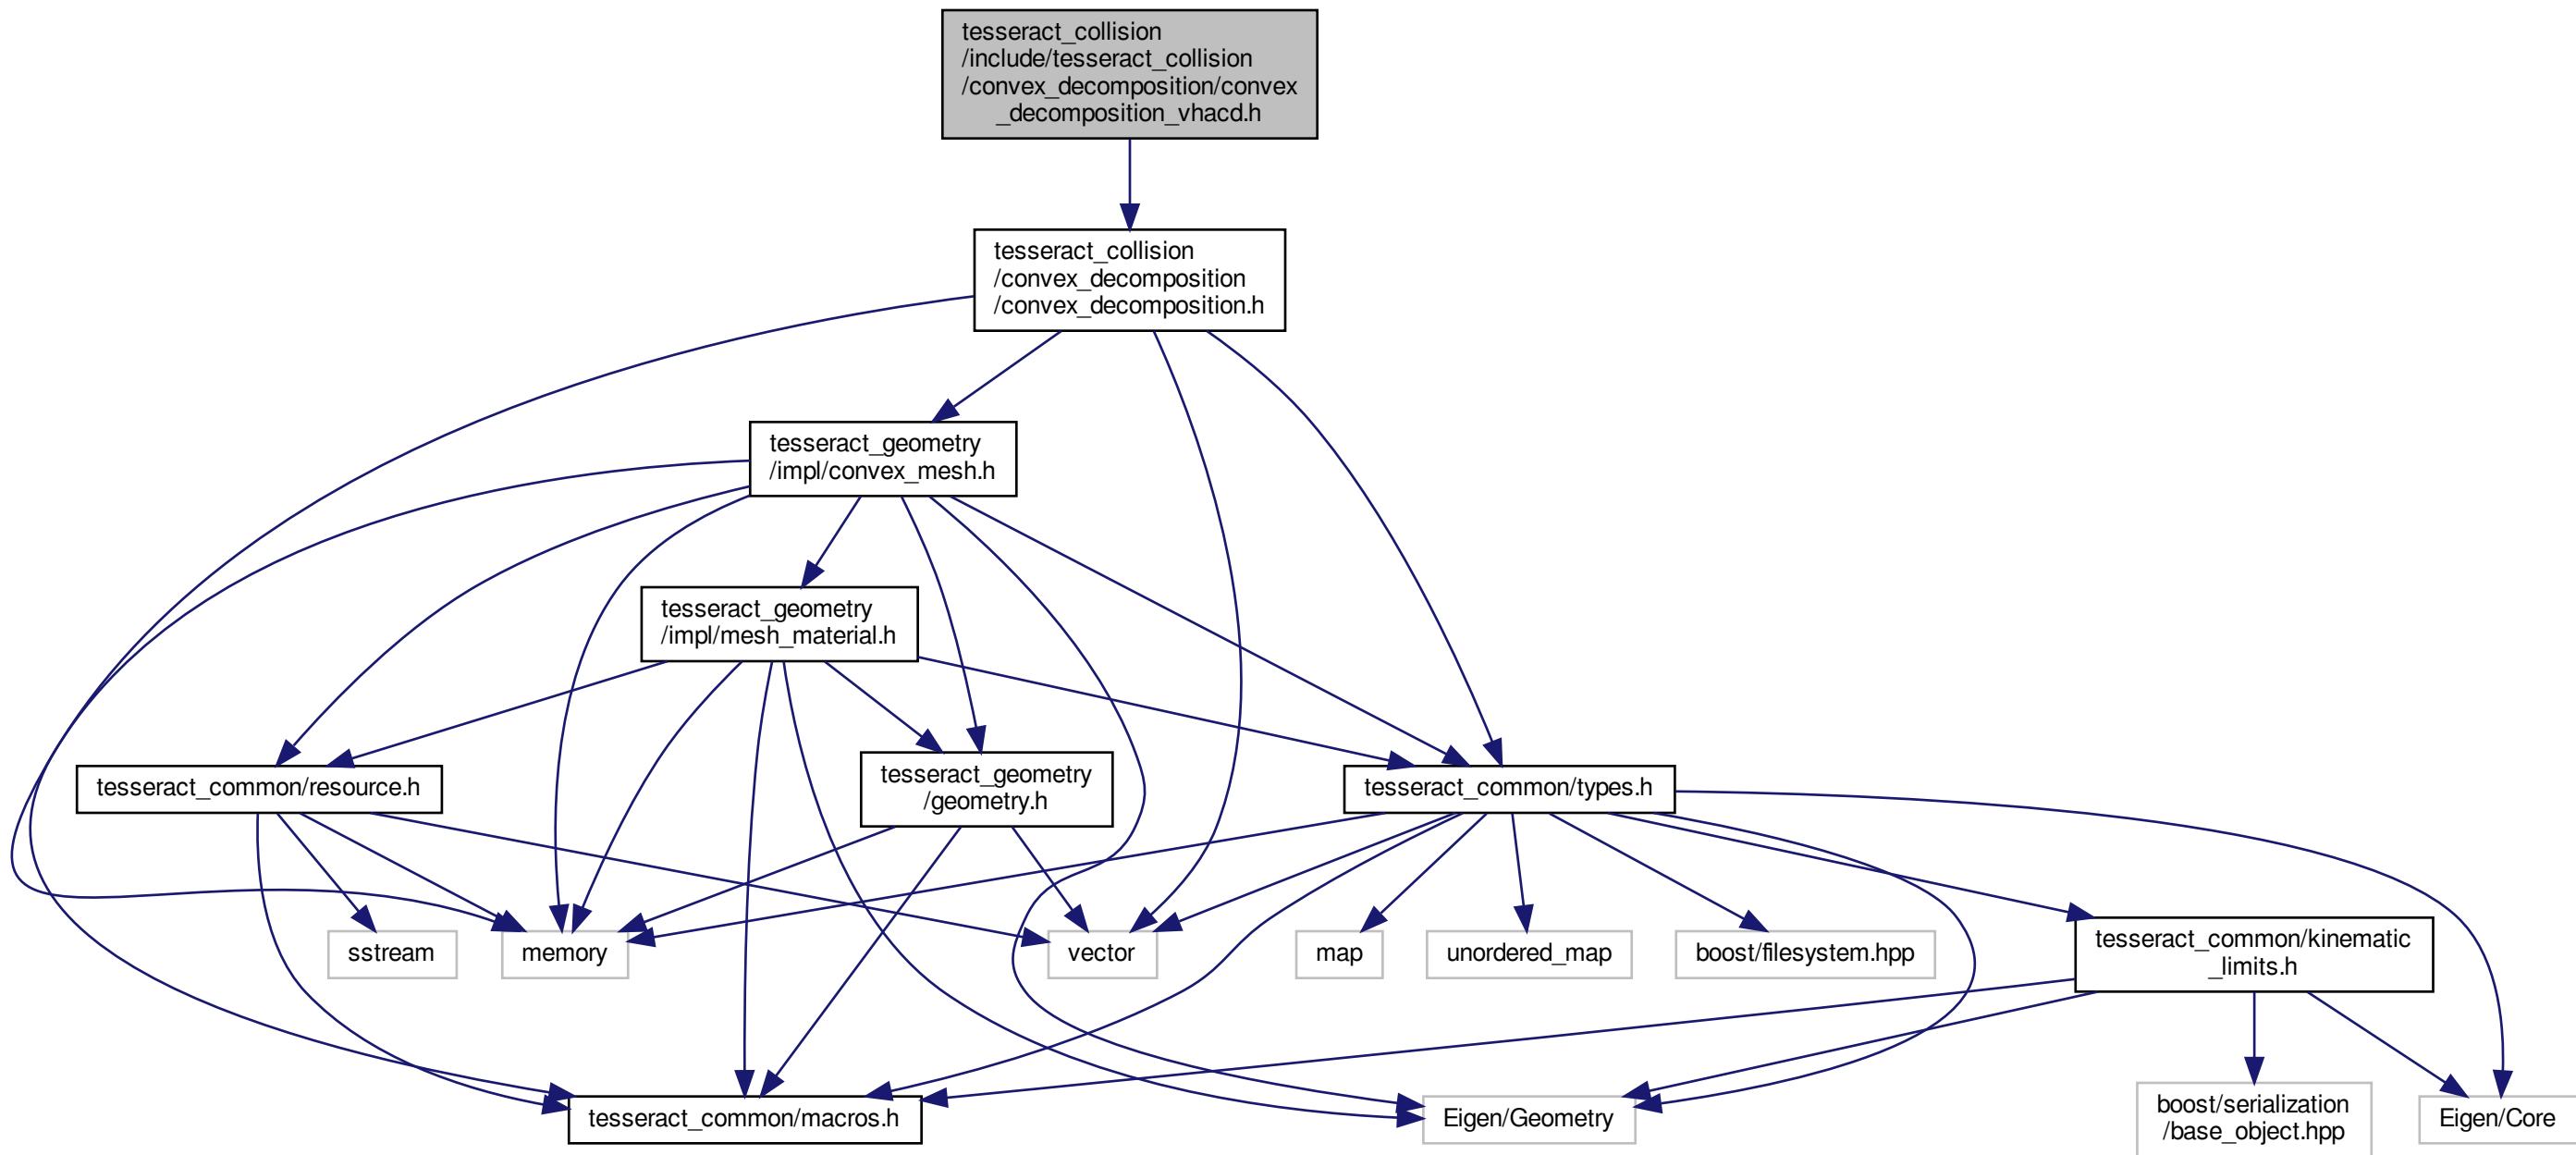 tesseract_collision
/include/tesseract_collision
/convex_decomposition/convex
_decomposition_vhacd.h
tesseract_collision
/convex_decomposition
/convex_decomposition.h
tesseract_geometry
/impl/convex_mesh.h
tesseract_geometry
/impl/mesh_material.h
tesseract_common/resource.h
tesseract_geometry
/geometry.h
tesseract_common/types.h
sstream
memory
vector
map
unordered_map
boost/filesystem.hpp
tesseract_common/kinematic
_limits.h
tesseract_common/macros.h
Eigen/Geometry
boost/serialization
/base_object.hpp
Eigen/Core